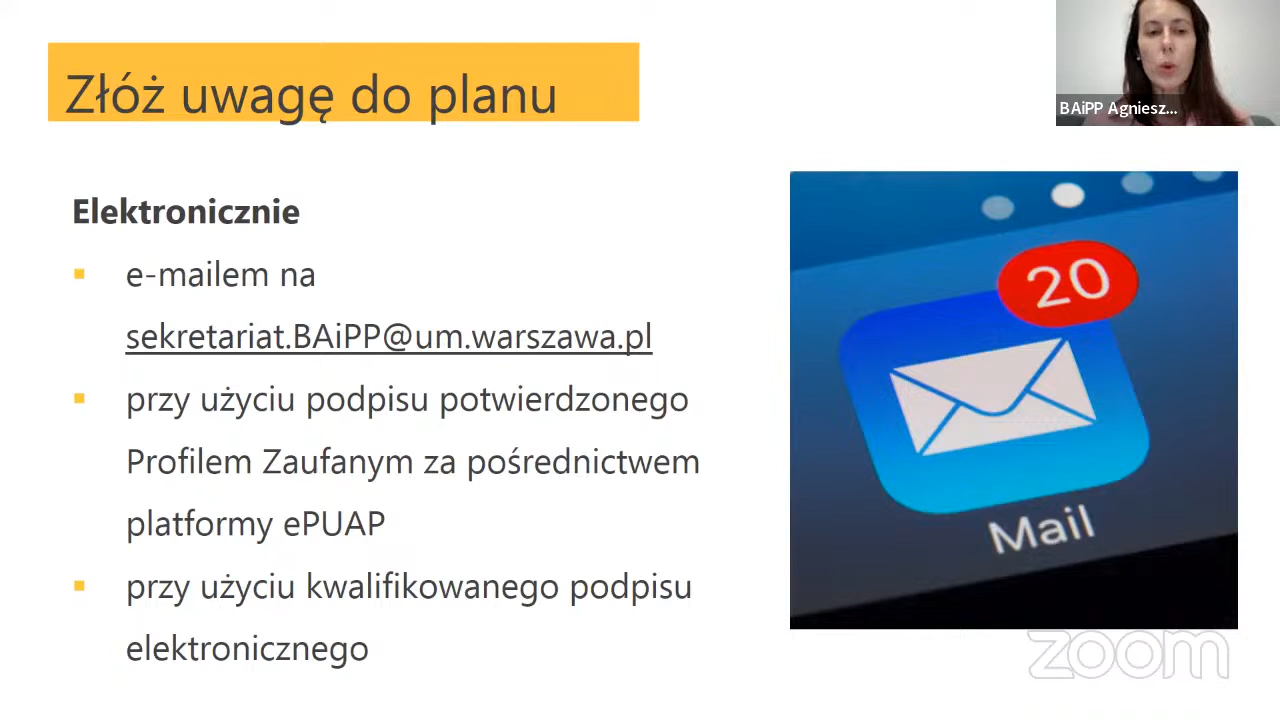 Złóż uwagę do planu
BAiPP Agniesz...
Elektronicznie
e-mailem na
sekretariat.BAiPP@um.warszawa.pl
przy użyciu podpisu potwierdzonego
Profilem Zaufanym za pośrednictwem
platformy ePUAP
przy użyciu kwalifikowanego podpisu
elektronicznego
20
Mail
zoom